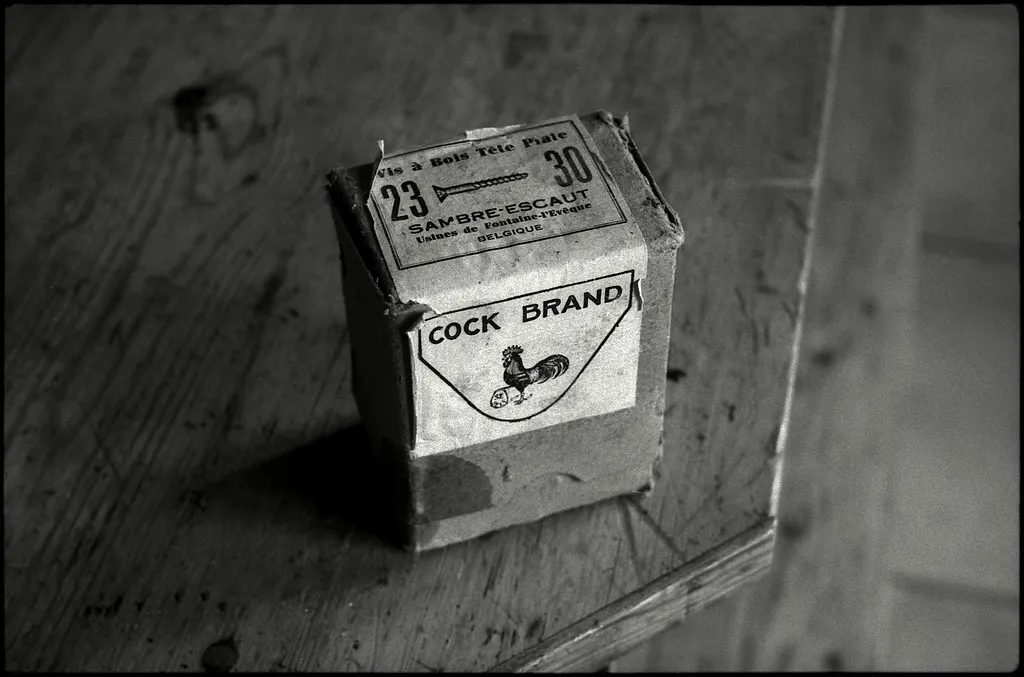 Vis à Bois Tête Plate
23 30
SAMBRE-ESCAUT
Usines de Fontaine-l'Evêque
BELGIQUE
COCK BRAND